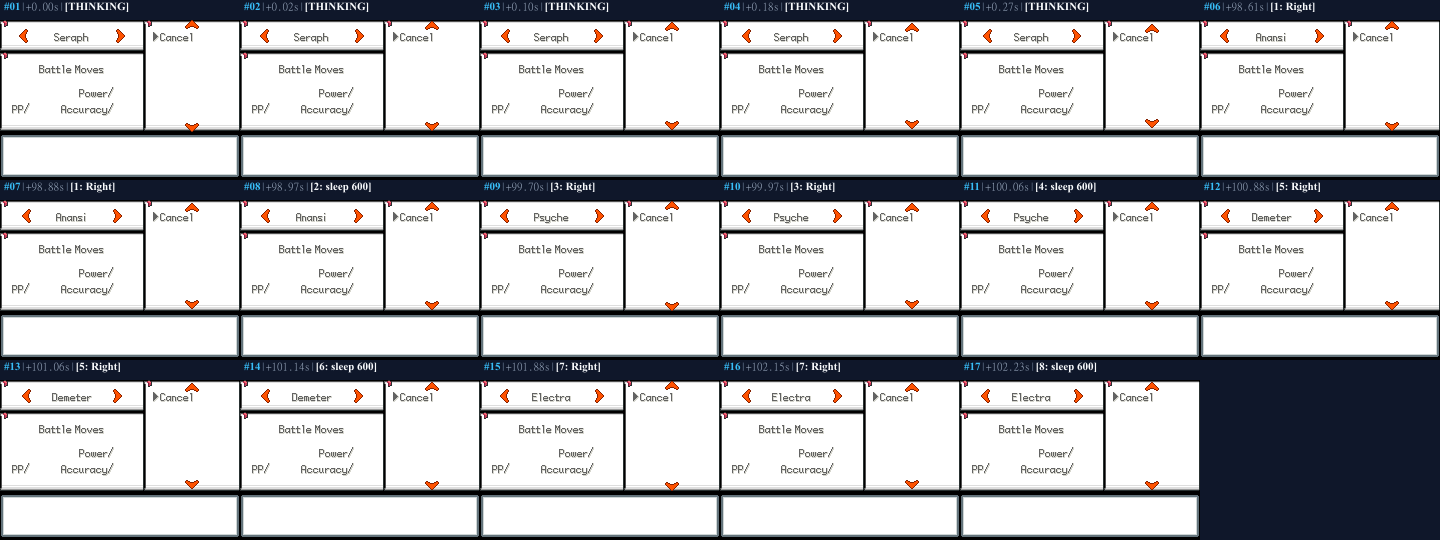 #01|+0.00s|[THINKING]
Seraph
▶Cancel
Battle Moves
Power/
PP/ Accuracy/
#02|+0.02s|[THINKING]
Seraph
▶Cancel
Battle Moves
Power/
PP/ Accuracy/
#03|+0.10s|[THINKING]
Seraph
▶Cancel
Battle Moves
Power/
PP/ Accuracy/
#04|+0.18s|[THINKING]
Seraph
▶Cancel
Battle Moves
Power/
PP/ Accuracy/
#05|+0.27s|[THINKING]
Seraph
▶Cancel
Battle Moves
Power/
PP/ Accuracy/
#06|+98.61s|[1: Right]
Anansi
▶Cancel
Battle Moves
Power/
PP/ Accuracy/
#07|+98.88s|[1: Right]
Anansi
▶Cancel
Battle Moves
Power/
PP/ Accuracy/
#08|+98.97s|[2: sleep 600]
Anansi
▶Cancel
Battle Moves
Power/
PP/ Accuracy/
#09|+99.70s|[3: Right]
Psyche
▶Cancel
Battle Moves
Power/
PP/ Accuracy/
#10|+99.97s|[3: Right]
Psyche
▶Cancel
Battle Moves
Power/
PP/ Accuracy/
#11|+100.06s|[4: sleep 600]
Psyche
▶Cancel
Battle Moves
Power/
PP/ Accuracy/
#12|+100.88s|[5: Right]
Demeter
▶Cancel
Battle Moves
Power/
PP/ Accuracy/
#13|+101.06s|[5: Right]
Demeter
▶Cancel
Battle Moves
Power/
PP/ Accuracy/
#14|+101.14s|[6: sleep 600]
Demeter
▶Cancel
Battle Moves
Power/
PP/ Accuracy/
#15|+101.88s|[7: Right]
Electra
▶Cancel
Battle Moves
Power/
PP/ Accuracy/
#16|+102.15s|[7: Right]
Electra
▶Cancel
Battle Moves
Power/
PP/ Accuracy/
#17|+102.23s|[8: sleep 600]
Electra
▶Cancel
Battle Moves
Power/
PP/ Accuracy/